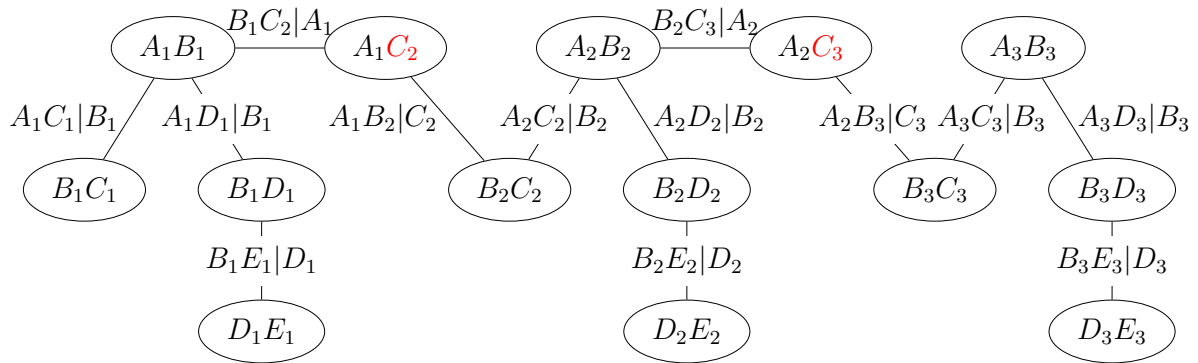 B₁C₂|A₁ B₂C₃|A₂
A₁B₁ A₁C₂ A₂B₂ A₂C₃ A₃B₃
A₁C₁|B₁ A₁D₁|B₁ A₁B₂|C₂ A₂C₂|B₂ A₂D₂|B₂ A₂B₃|C₃ A₃C₃|B₃ A₃D₃|B₃
B₁C₁ B₁D₁ B₂C₂ B₂D₂ B₃C₃ B₃D₃
B₁E₁|D₁ B₂E₂|D₂ B₃E₃|D₃
D₁E₁ D₂E₂ D₃E₃